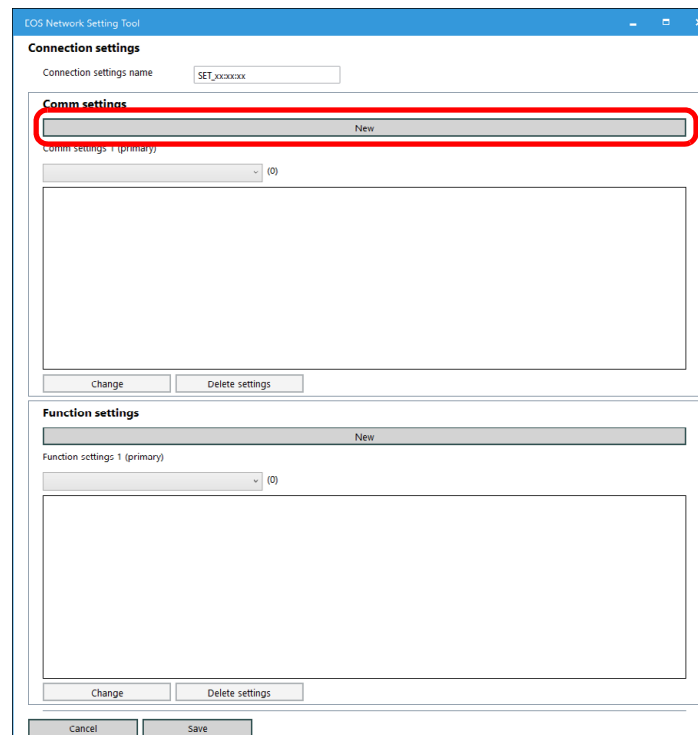 EOS Network Setting Tool
Connection settings
Connection settings name
SET_xx:xx:xx
Comm settings
New
Comm settings 1 (primary)
(0)
Change Delete settings
Function settings
New
Function settings 1 (primary)
(0)
Change Delete settings
Cancel Save